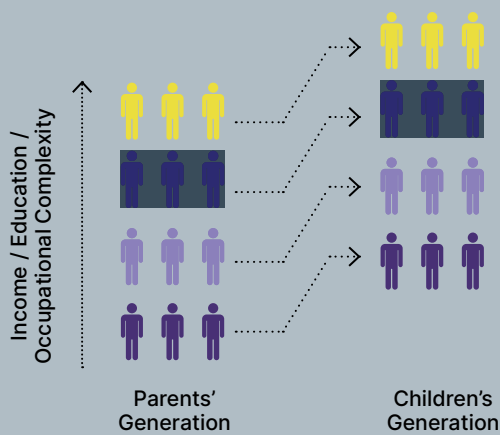 Income / Education /
Occupational Complexity
Parents’
Generation
Children’s
Generation